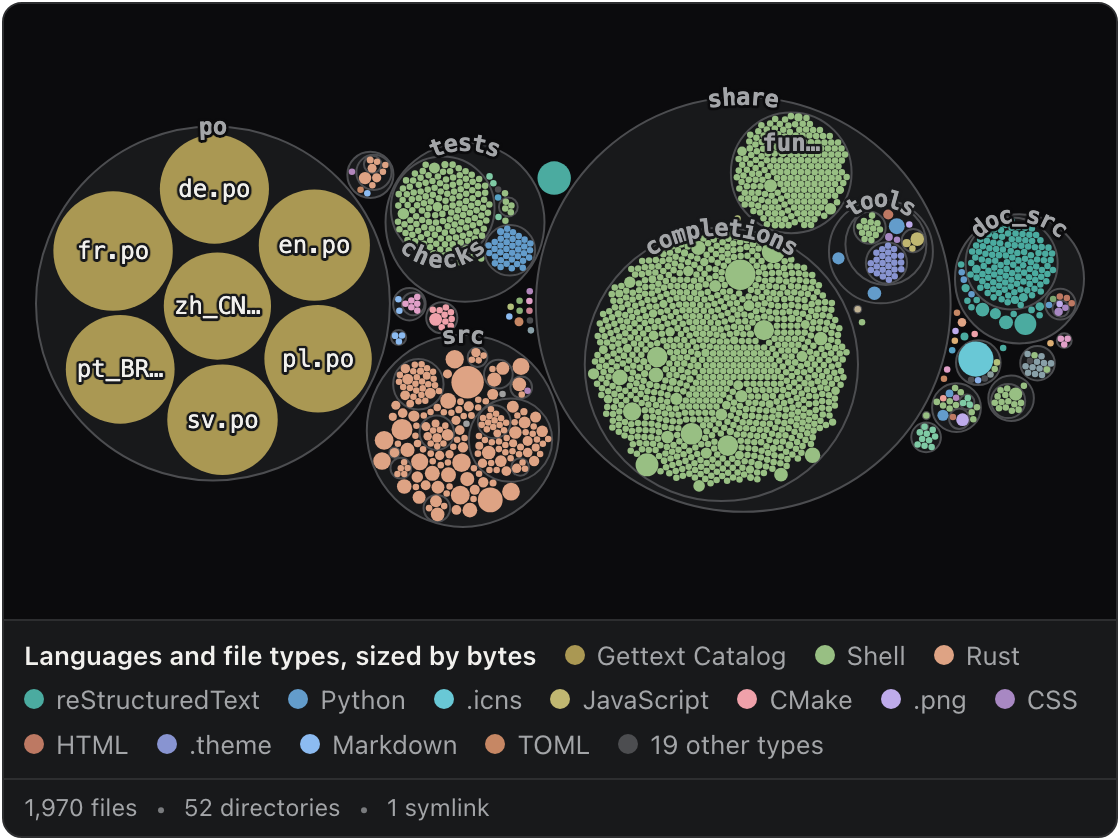 share
po
tests
fun…
de.po
tools
doc_src
fr.po
en.po
checks
completions
zh_CN…
src
pt_BR…
pl.po
sv.po
Languages and file types, sized by bytes
Gettext Catalog
Shell
Rust
reStructuredText
Python
.icns
JavaScript
CMake
.png
CSS
HTML
.theme
Markdown
TOML
19 other types
1,970 files • 52 directories • 1 symlink